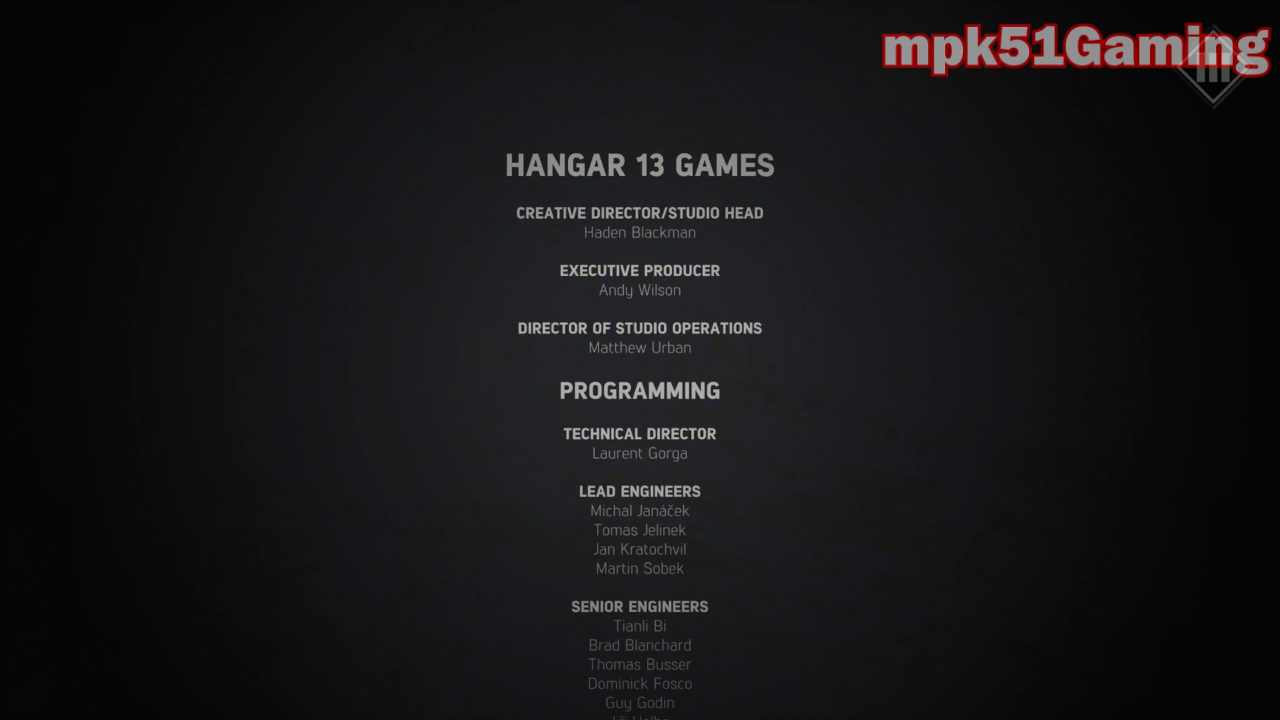 mpk51Gaming
HANGAR 13 GAMES
CREATIVE DIRECTOR/STUDIO HEAD
Haden Blackman
EXECUTIVE PRODUCER
Andy Wilson
DIRECTOR OF STUDIO OPERATIONS
Matthew Urban
PROGRAMMING
TECHNICAL DIRECTOR
Laurent Gorga
LEAD ENGINEERS
Michal Janáček
Tomas Jelinek
Jan Kratochvil
Martin Sobek
SENIOR ENGINEERS
Tianli Bi
Brad Blanchard
Thomas Busser
Dominick Fosco
Guy Godin